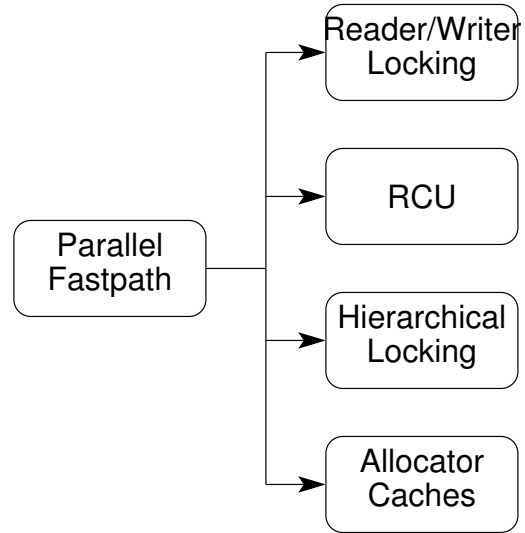 Reader/Writer
Locking
RCU
Parallel
Fastpath
Hierarchical
Locking
Allocator
Caches